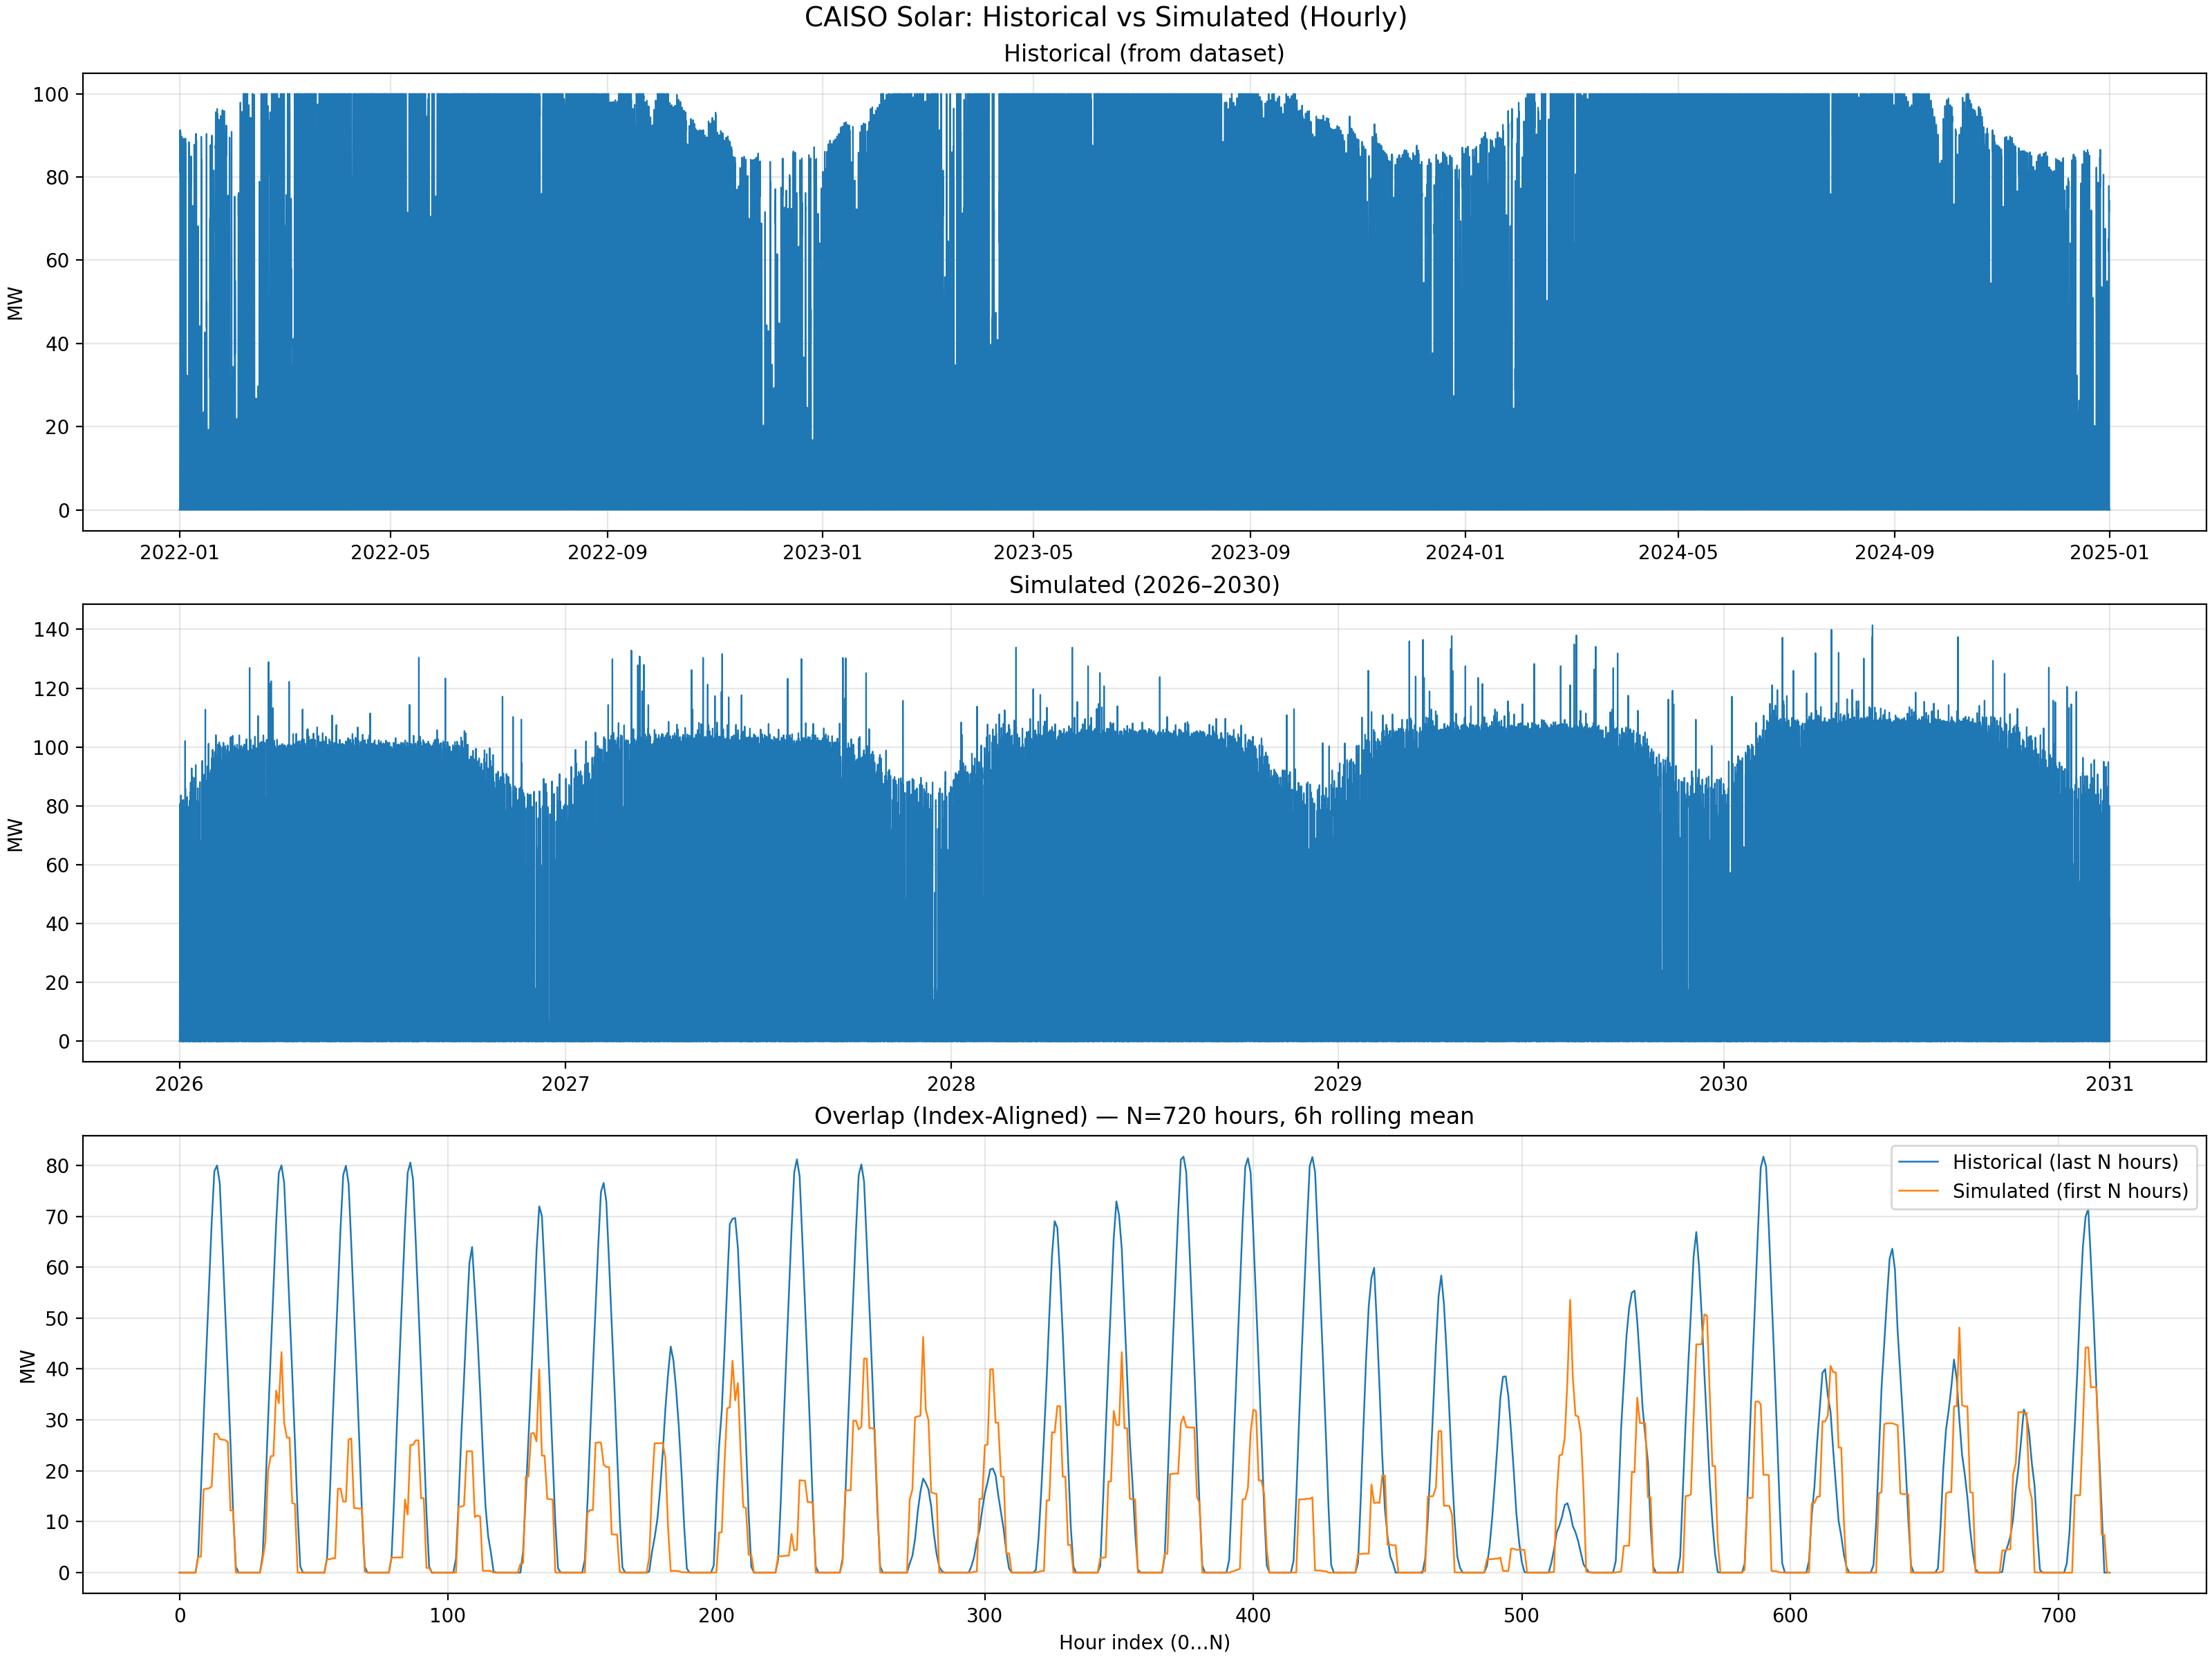 CAISO Solar: Historical vs Simulated (Hourly)
Historical (from dataset)
100
80
60
40
20
0
MW
2022-01 2022-05 2022-09 2023-01 2023-05 2023-09 2024-01 2024-05 2024-09 2025-01
Simulated (2026–2030)
140
120
100
80
60
40
20
0
MW
2026 2027 2028 2029 2030 2031
Overlap (Index-Aligned) — N=720 hours, 6h rolling mean
Historical (last N hours)
Simulated (first N hours)
80
70
60
50
40
30
20
10
0
MW
0 100 200 300 400 500 600 700
Hour index (0…N)